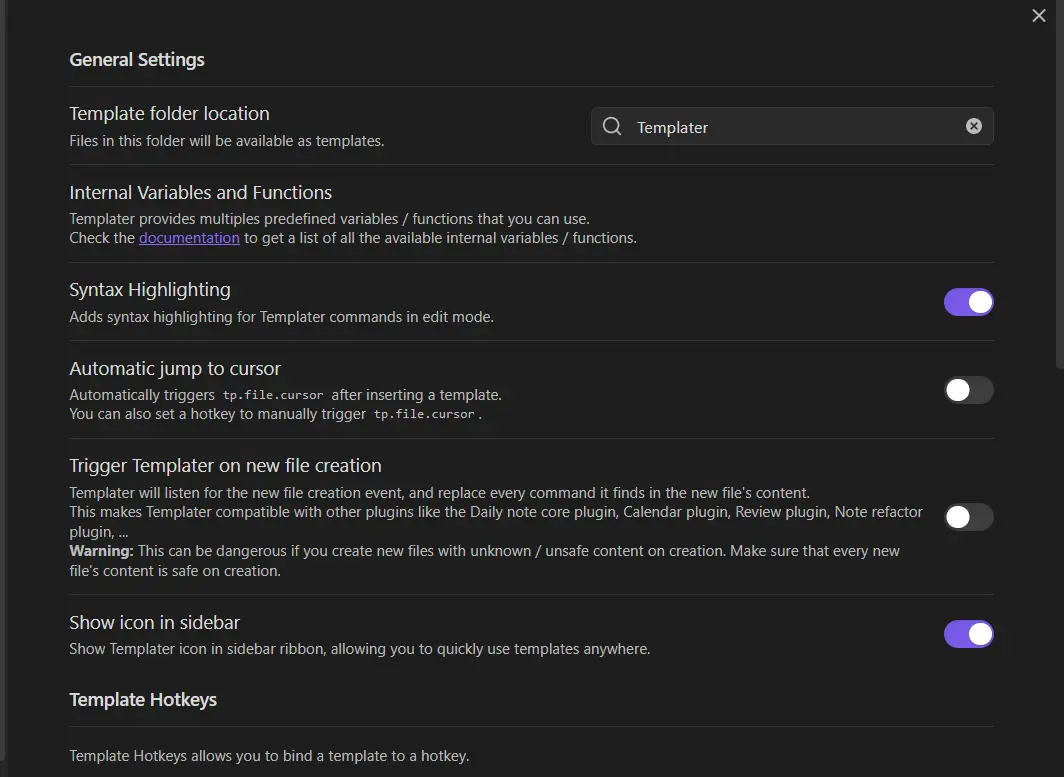 General Settings
Template folder location
Files in this folder will be available as templates.
Templater
Internal Variables and Functions
Templater provides multiples predefined variables / functions that you can use.
Check the documentation to get a list of all the available internal variables / functions.
Syntax Highlighting
Adds syntax highlighting for Templater commands in edit mode.
Automatic jump to cursor
Automatically triggers tp.file.cursor after inserting a template.
You can also set a hotkey to manually trigger tp.file.cursor.
Trigger Templater on new file creation
Templater will listen for the new file creation event, and replace every command it finds in the new file's content.
This makes Templater compatible with other plugins like the Daily note core plugin, Calendar plugin, Review plugin, Note refactor
plugin, ...
Warning: This can be dangerous if you create new files with unknown / unsafe content on creation. Make sure that every new
file's content is safe on creation.
Show icon in sidebar
Show Templater icon in sidebar ribbon, allowing you to quickly use templates anywhere.
Template Hotkeys
Template Hotkeys allows you to bind a template to a hotkey.